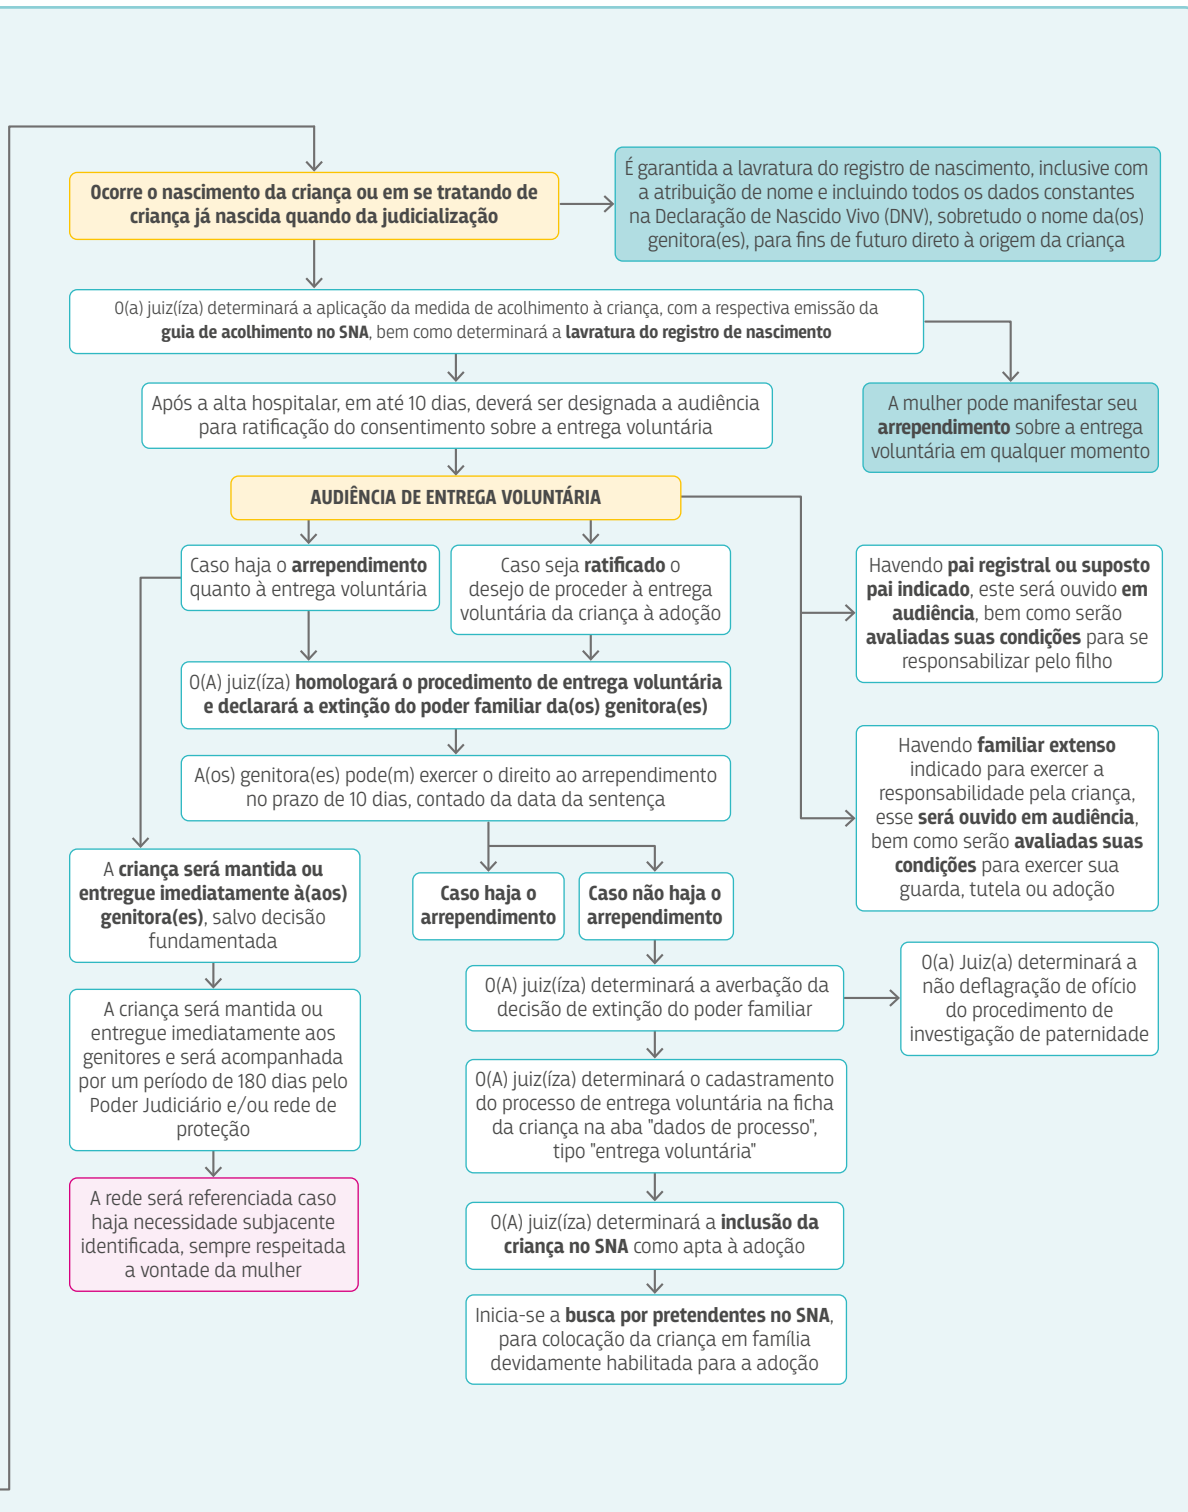 Ocorre o nascimento da criança ou em se tratando de
criança já nascida quando da judicialização
É garantida a lavratura do registro de nascimento, inclusive com
a atribuição de nome e incluindo todos os dados constantes
na Declaração de Nascido Vivo (DNV), sobretudo o nome da(os)
genitora(es), para fins de futuro direto à origem da criança
O(a) juiz(íza) determinará a aplicação da medida de acolhimento à criança, com a respectiva emissão da
guia de acolhimento no SNA, bem como determinará a lavratura do registro de nascimento
Após a alta hospitalar, em até 10 dias, deverá ser designada a audiência
para ratificação do consentimento sobre a entrega voluntária
A mulher pode manifestar seu
arrependimento sobre a entrega
voluntária em qualquer momento
AUDIÊNCIA DE ENTREGA VOLUNTÁRIA
Caso haja o arrependimento
quanto à entrega voluntária
Caso seja ratificado o
desejo de proceder à entrega
voluntária da criança à adoção
Havendo pai registral ou suposto
pai indicado, este será ouvido em
audiência, bem como serão
avaliadas suas condições para se
responsabilizar pelo filho
O(A) juiz(íza) homologará o procedimento de entrega voluntária
e declarará a extinção do poder familiar da(os) genitora(es)
A(os) genitora(es) pode(m) exercer o direito ao arrependimento
no prazo de 10 dias, contado da data da sentença
Havendo familiar extenso
indicado para exercer a
responsabilidade pela criança,
esse será ouvido em audiência,
bem como serão avaliadas suas
condições para exercer sua
guarda, tutela ou adoção
A criança será mantida ou
entregue imediatamente à(aos)
genitora(es), salvo decisão
fundamentada
Caso haja o
arrependimento
Caso não haja o
arrependimento
O(A) juiz(íza) determinará a averbação da
decisão de extinção do poder familiar
O(a) Juiz(a) determinará a
não deflagração de ofício
do procedimento de
investigação de paternidade
A criança será mantida ou
entregue imediatamente aos
genitores e será acompanhada
por um período de 180 dias pelo
Poder Judiciário e/ou rede de
proteção
O(A) juiz(íza) determinará o cadastramento
do processo de entrega voluntária na ficha
da criança na aba "dados de processo",
tipo "entrega voluntária"
A rede será referenciada caso
haja necessidade subjacente
identificada, sempre respeitada
a vontade da mulher
O(A) juiz(íza) determinará a inclusão da
criança no SNA como apta à adoção
Inicia-se a busca por pretendentes no SNA,
para colocação da criança em família
devidamente habilitada para a adoção